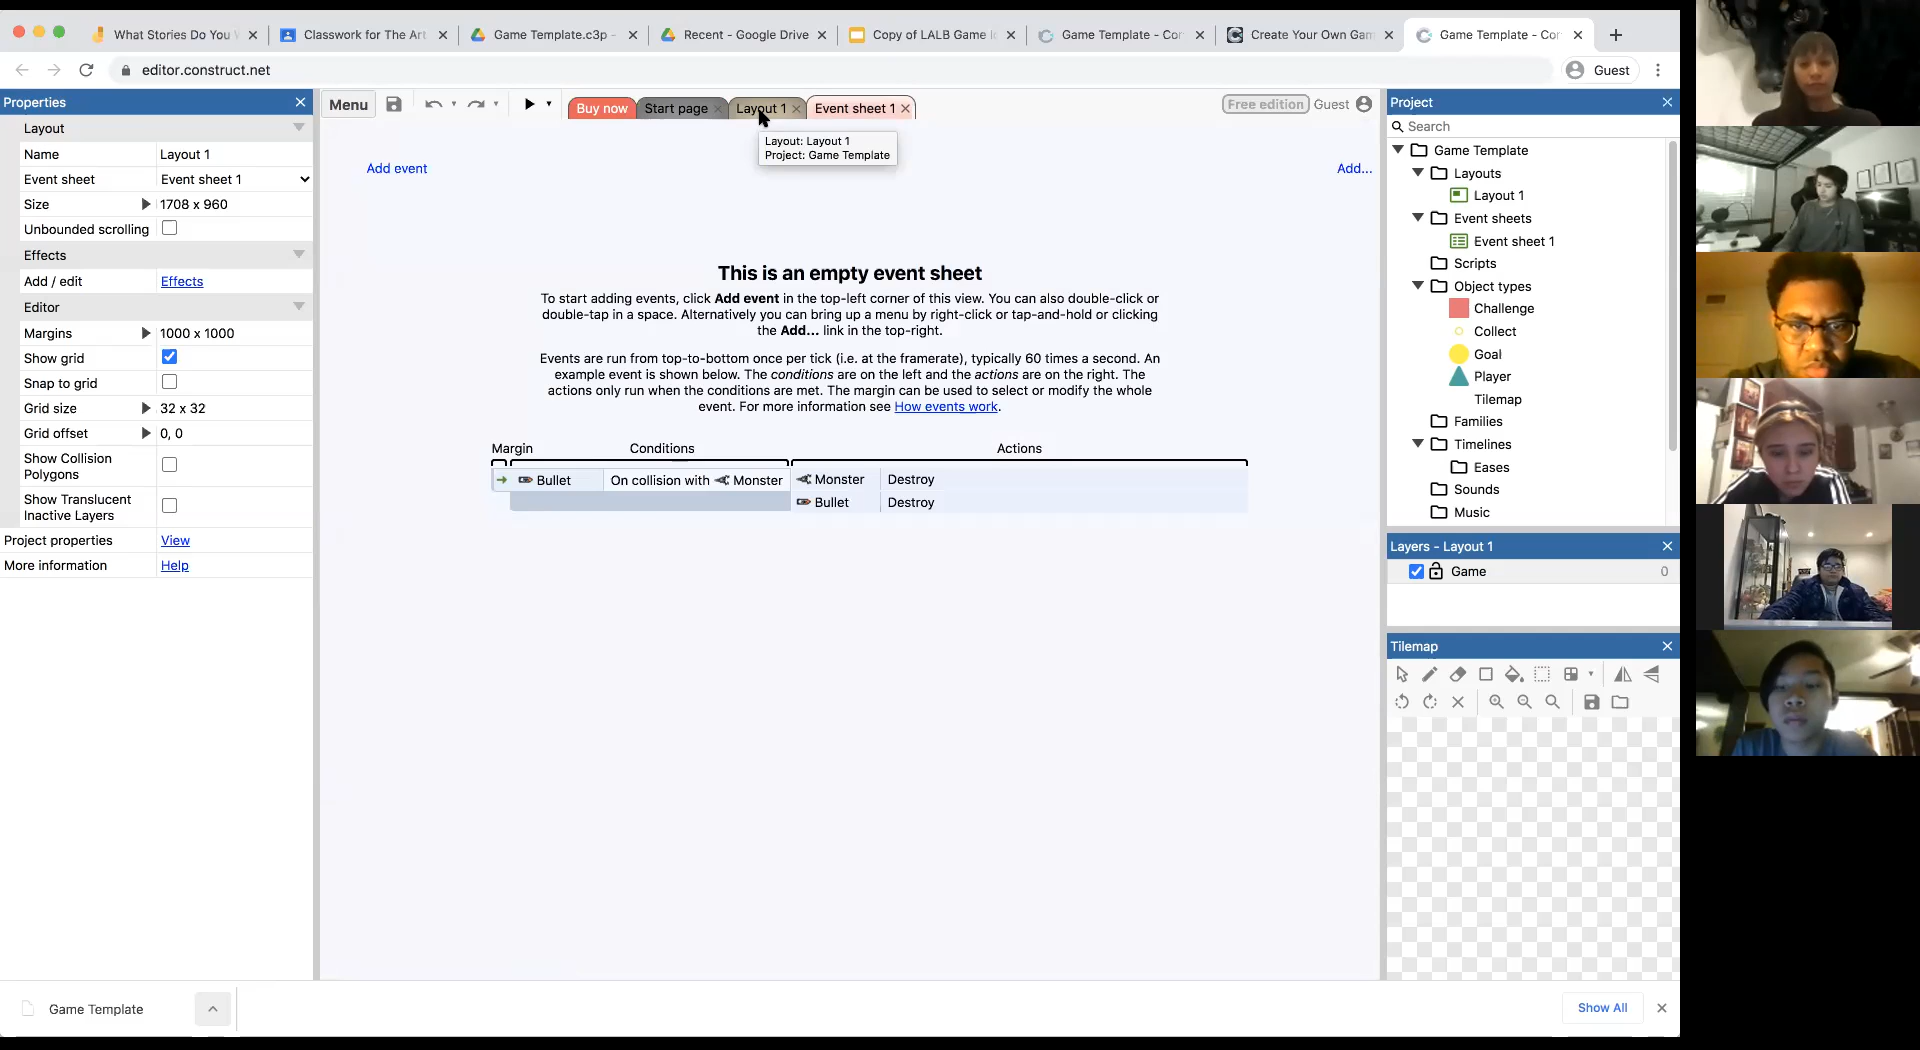 What Stories Do You
Classwork for The Art
Game Template.c3p -
Recent - Google Drive
Copy of LALB Game
Game Template - Con
Create Your Own Gam
Game Template - Con
editor.construct.net
Guest
Properties
Layout
Name
Layout 1
Event sheet
Event sheet 1
Size
1708 x 960
Unbounded scrolling
Effects
Add / edit
Effects
Editor
Margins
1000 x 1000
Show grid
Snap to grid
Grid size
32 x 32
Grid offset
0, 0
Show Collision
Polygons
Show Translucent
Inactive Layers
Project properties
View
More information
Help
Menu
Buy now
Start page
Layout 1
Event sheet 1
Free edition
Guest
Layout: Layout 1
Project: Game Template
Add event
Add...
This is an empty event sheet
To start adding events, click Add event in the top-left corner of this view. You can also double-click or
double-tap in a space. Alternatively you can bring up a menu by right-click or tap-and-hold or clicking
the Add... link in the top-right.
Events are run from top-to-bottom once per tick (i.e. at the framerate), typically 60 times a second. An
example event is shown below. The conditions are on the left and the actions are on the right. The
actions only run when the conditions are met. The margin can be used to select or modify the whole
event. For more information see How events work.
Margin
Conditions
Actions
Bullet
On collision with Monster
Monster
Destroy
Bullet
Destroy
Project
Search
Game Template
Layouts
Layout 1
Event sheets
Event sheet 1
Scripts
Object types
Challenge
Collect
Goal
Player
Tilemap
Families
Timelines
Eases
Sounds
Music
Layers - Layout 1
Game
0
Tilemap
Game Template
Show All